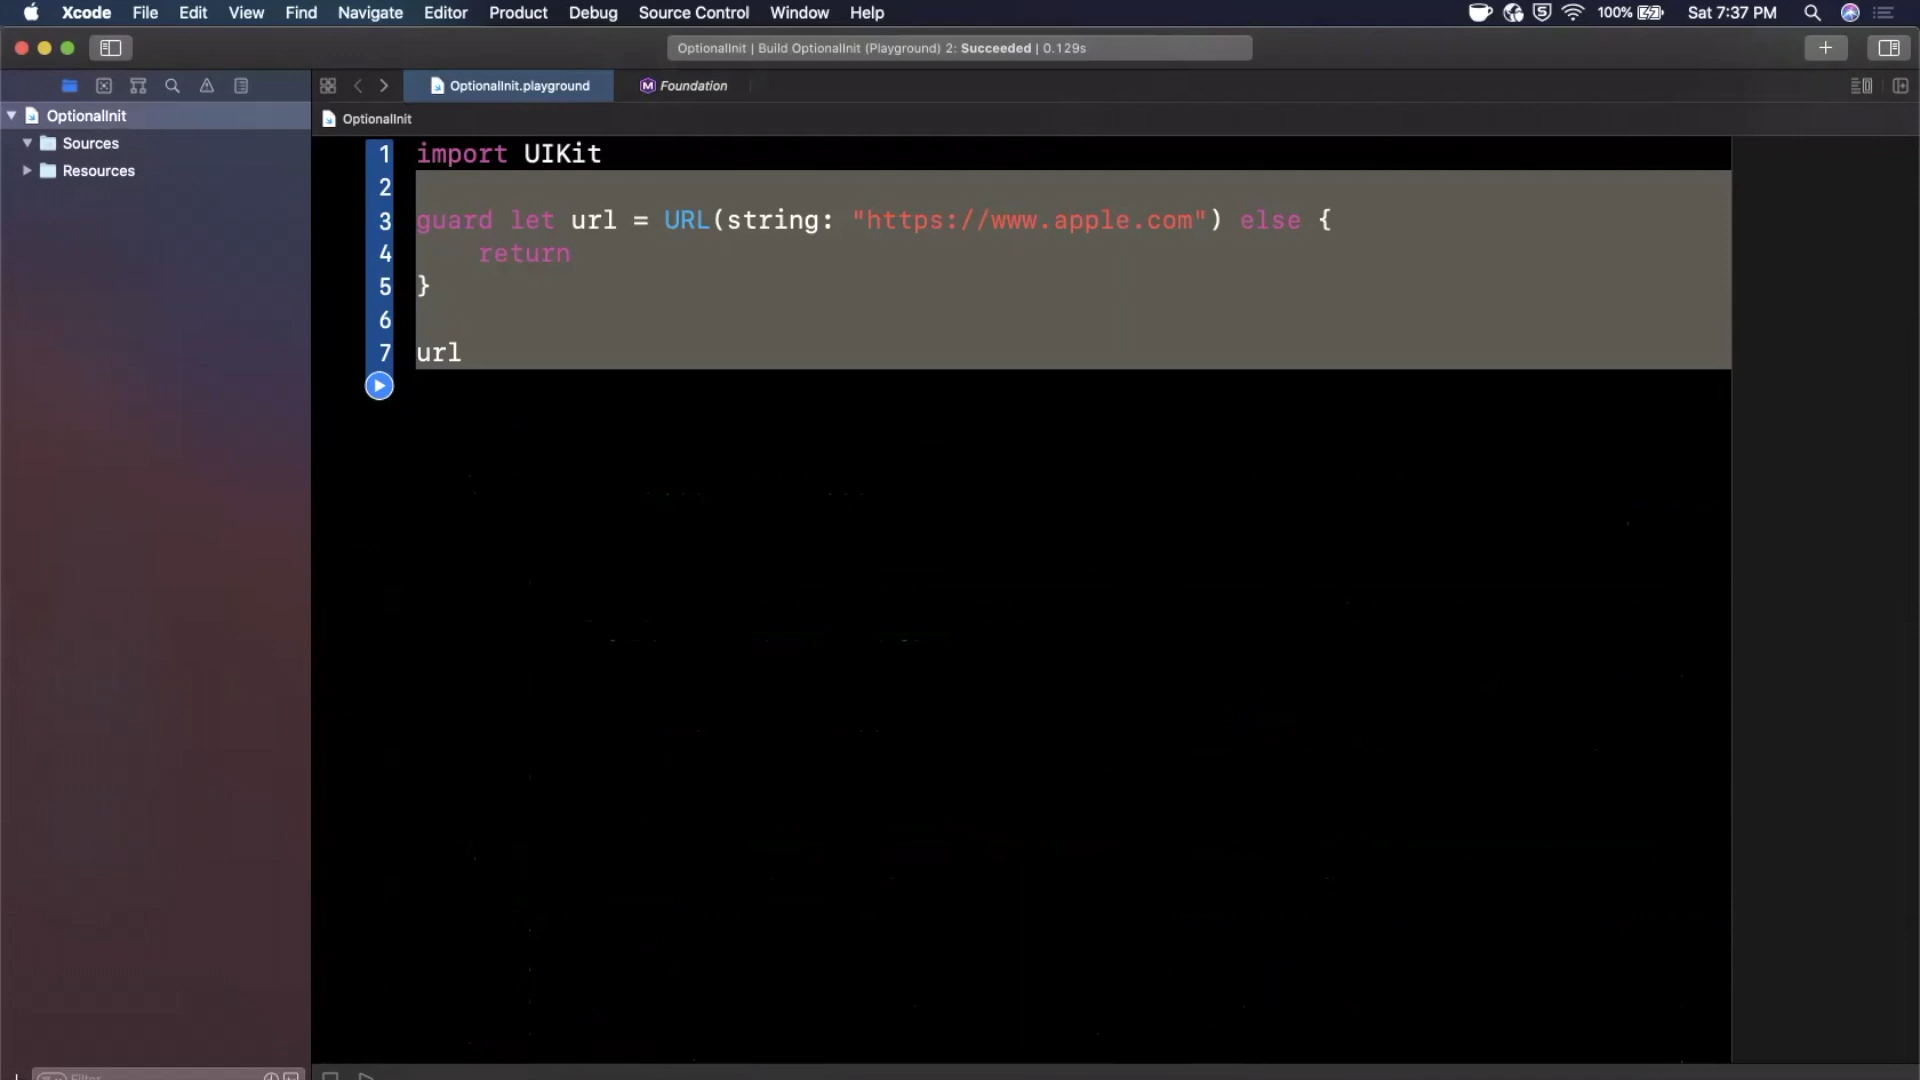 Xcode File Edit View Find Navigate Editor Product Debug Source Control Window Help 100% Sat 7:37 PM
OptionalInit | Build OptionalInit (Playground) 2: Succeeded | 0.129s
OptionalInit.playground Foundation
OptionalInit
OptionalInit
Sources
Resources
1 import UIKit
2
3 guard let url = URL(string: "https://www.apple.com") else {
4 return
5 }
6
7 url
Filter